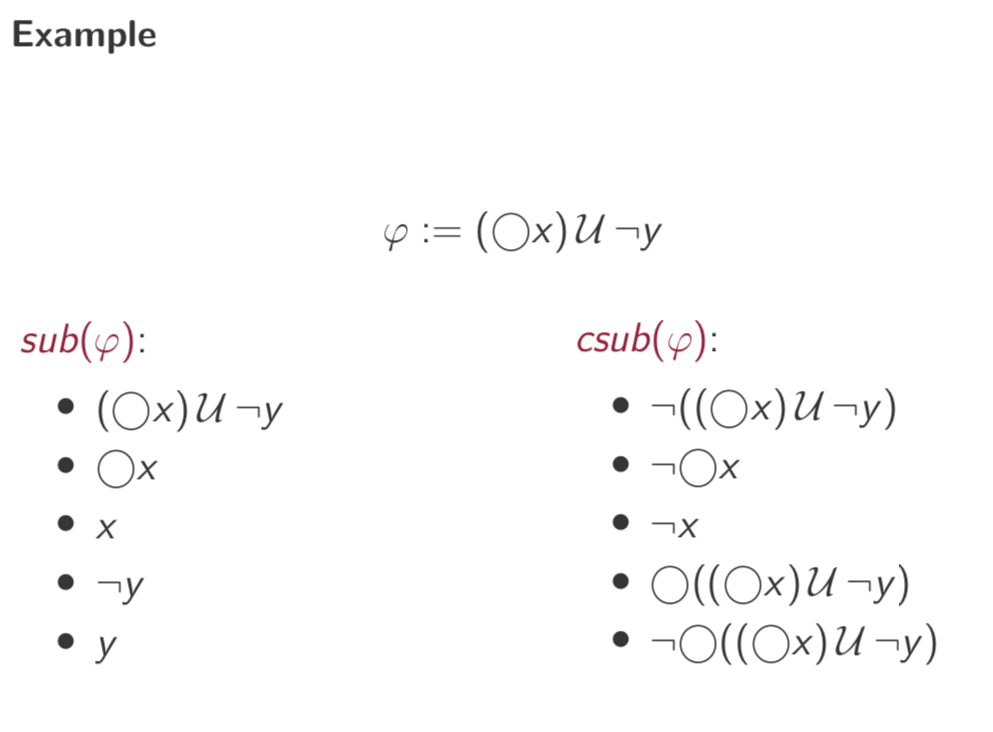 Example
φ := (◯x) 𝒰 ¬y
sub(φ):
• (◯x) 𝒰 ¬y
• ◯x
• x
• ¬y
• y
csub(φ):
• ¬((◯x) 𝒰 ¬y)
• ¬◯x
• ¬x
• ◯((◯x) 𝒰 ¬y)
• ¬◯((◯x) 𝒰 ¬y)